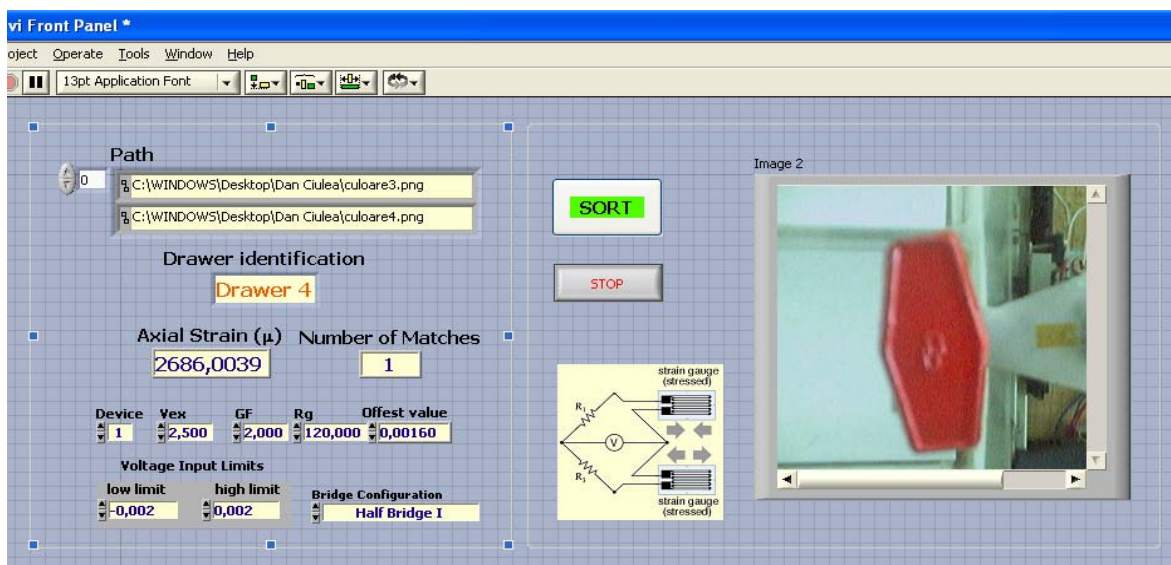 vi Front Panel *
oject Operate Tools Window Help
13pt Application Font
Path
0
C:\WINDOWS\Desktop\Dan Ciulea\culoare3.png
C:\WINDOWS\Desktop\Dan Ciulea\culoare4.png
Drawer identification
Drawer 4
Axial Strain (μ) Number of Matches
2686,0039 1
Device Vex GF Rg Offest value
1 2,500 2,000 120,000 0,00160
Voltage Input Limits
low limit high limit
-0,002 0,002
Bridge Configuration
Half Bridge I
SORT
STOP
strain gauge
(stressed)
R1
V
strain gauge
(stressed)
Image 2